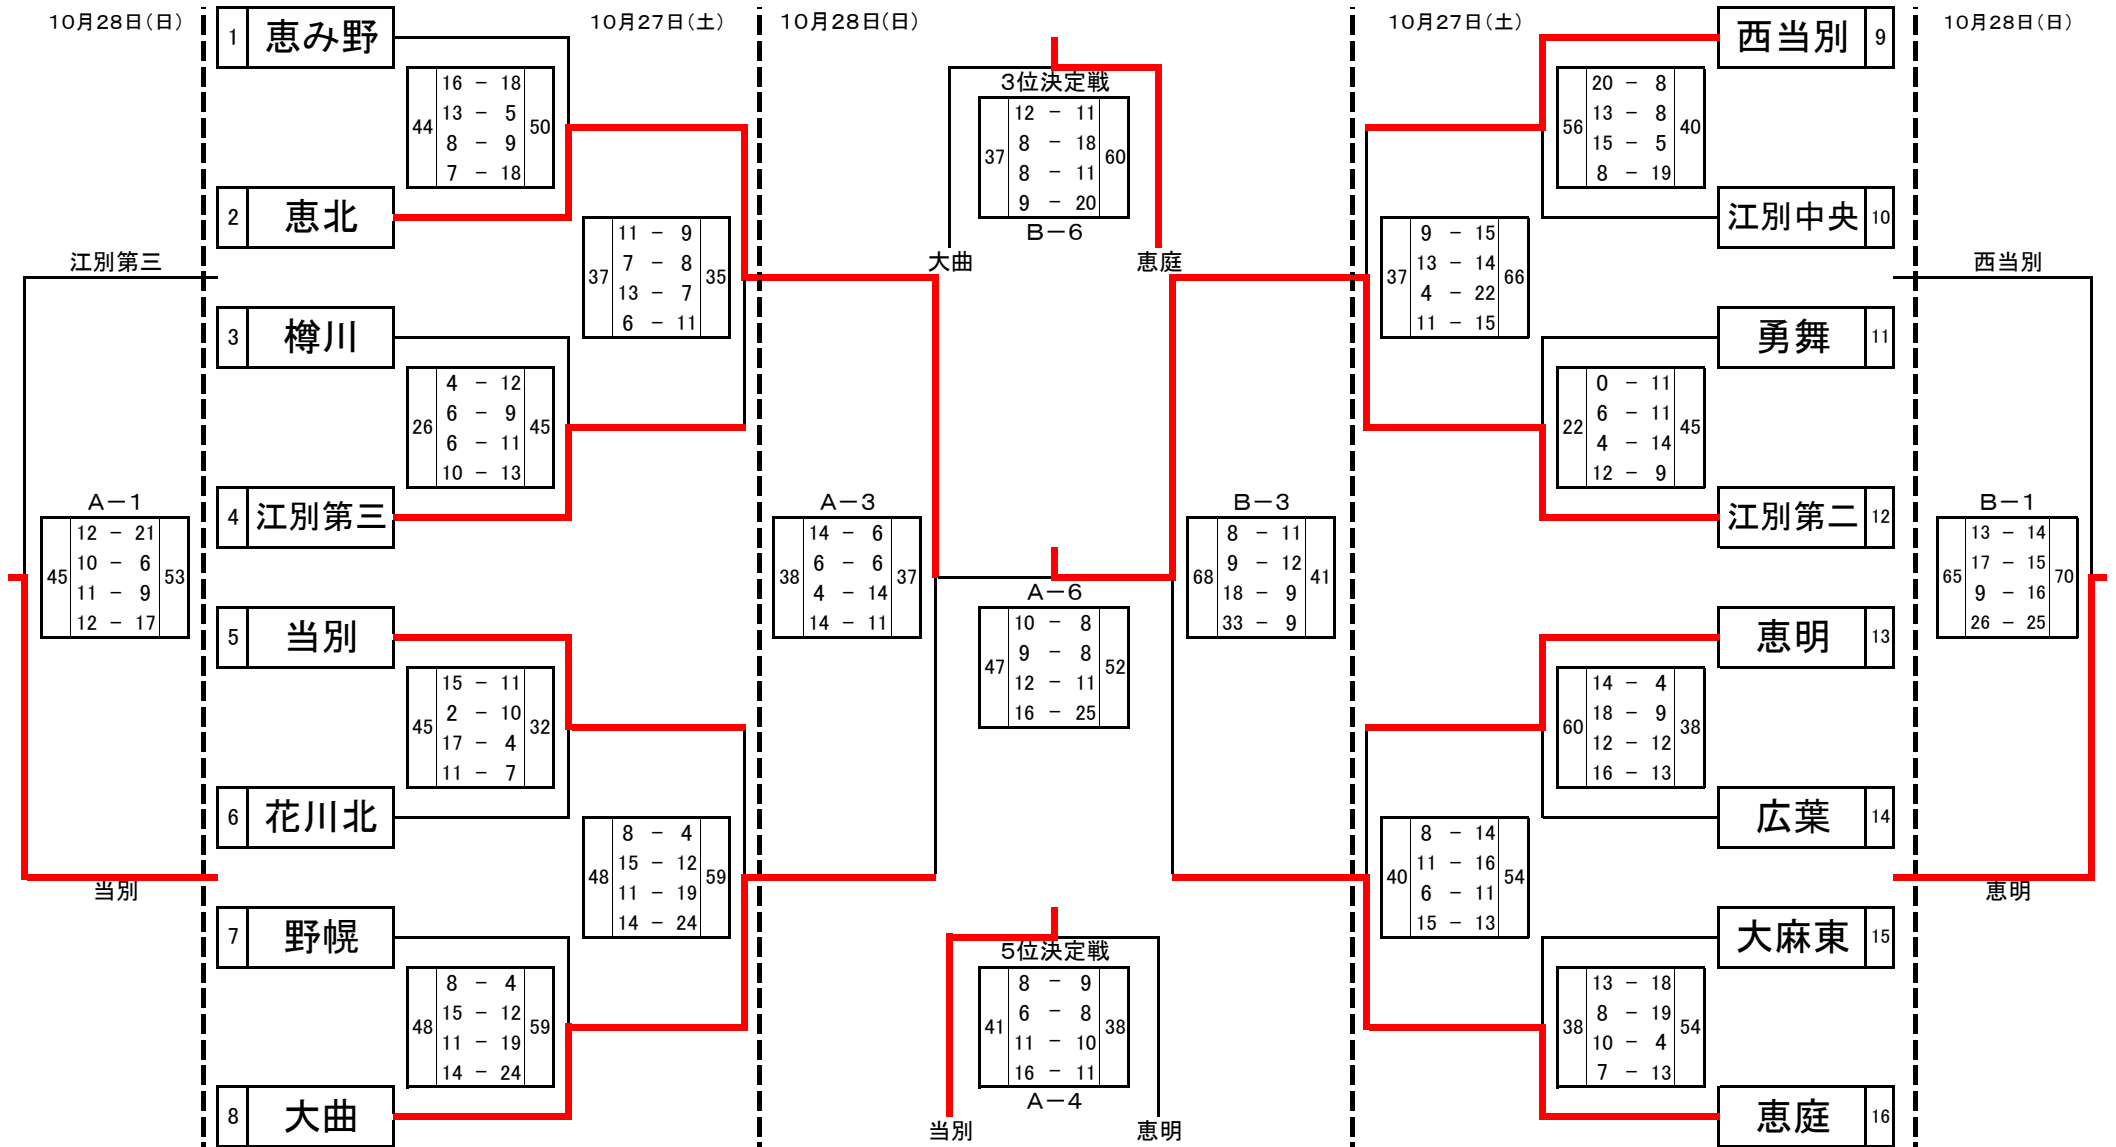 10月28日(日)
10月27日(土)
10月28日(日)
10月27日(土)
10月28日(日)
1 恵み野
44 50
16 - 18
13 - 5
8 - 9
7 - 18
2 恵北
37 35
11 - 9
7 - 8
13 - 7
6 - 11
江別第三
3 樽川
26 45
4 - 12
6 - 9
6 - 11
10 - 13
4 江別第三
A-1
45 53
12 - 21
10 - 6
11 - 9
12 - 17
当別
5 当別
45 32
15 - 11
2 - 10
17 - 4
11 - 7
6 花川北
48 59
8 - 4
15 - 12
11 - 19
14 - 24
7 野幌
48 59
8 - 4
15 - 12
11 - 19
14 - 24
8 大曲
3位決定戦
37 60
12 - 11
8 - 18
8 - 11
9 - 20
B-6
大曲
恵庭
A-3
38 37
14 - 6
6 - 6
4 - 14
14 - 11
A-6
47 52
10 - 8
9 - 8
12 - 11
16 - 25
B-3
68 41
8 - 11
9 - 12
18 - 9
33 - 9
5位決定戦
41 38
8 - 9
6 - 8
11 - 10
16 - 11
A-4
当別
恵明
西当別 9
56 40
20 - 8
13 - 8
15 - 5
8 - 19
江別中央 10
37 66
9 - 15
13 - 14
4 - 22
11 - 15
勇舞 11
22 45
0 - 11
6 - 11
4 - 14
12 - 9
江別第二 12
恵明 13
60 38
14 - 4
18 - 9
12 - 12
16 - 13
広葉 14
40 54
8 - 14
11 - 16
6 - 11
15 - 13
大麻東 15
38 54
13 - 18
8 - 19
10 - 4
7 - 13
恵庭 16
西当別
B-1
65 70
13 - 14
17 - 15
9 - 16
26 - 25
恵明